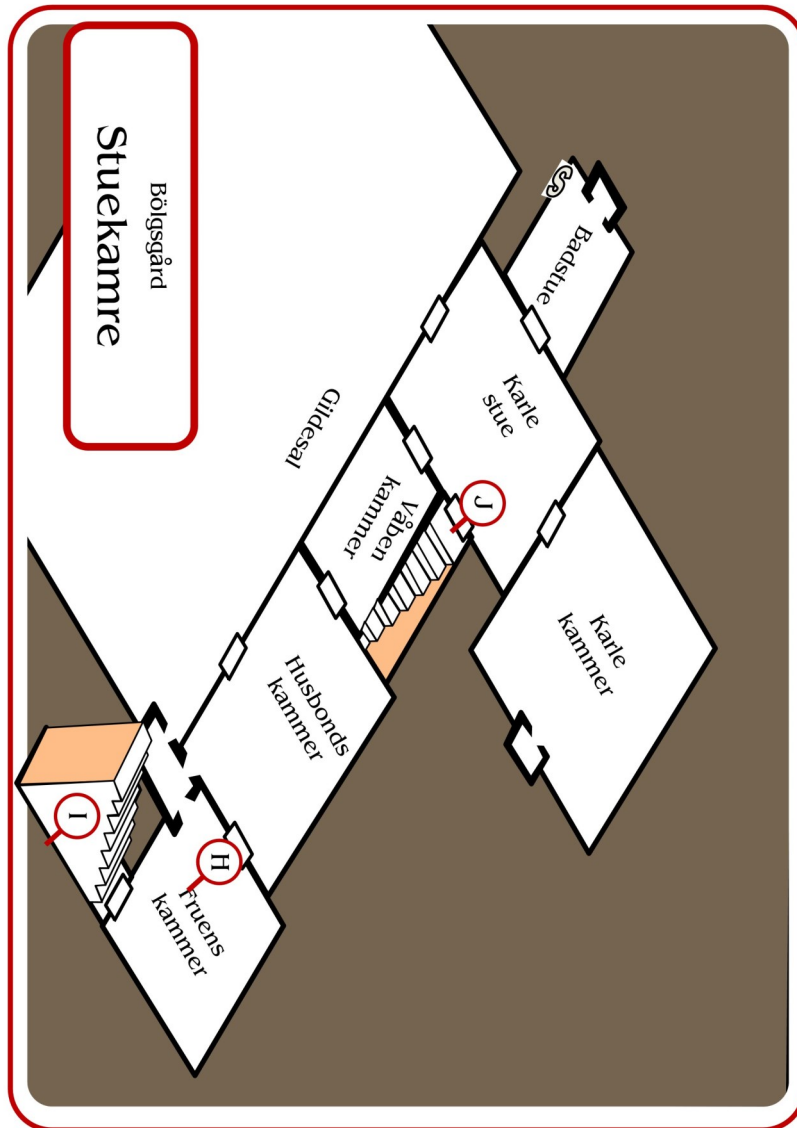 Bölgsgård
Stuekamre
S
Badstue
Karle
stue
Gildesal
Våben
kammer
J
Karle
kammer
Husbonds
kammer
I
H
Fruens
kammer